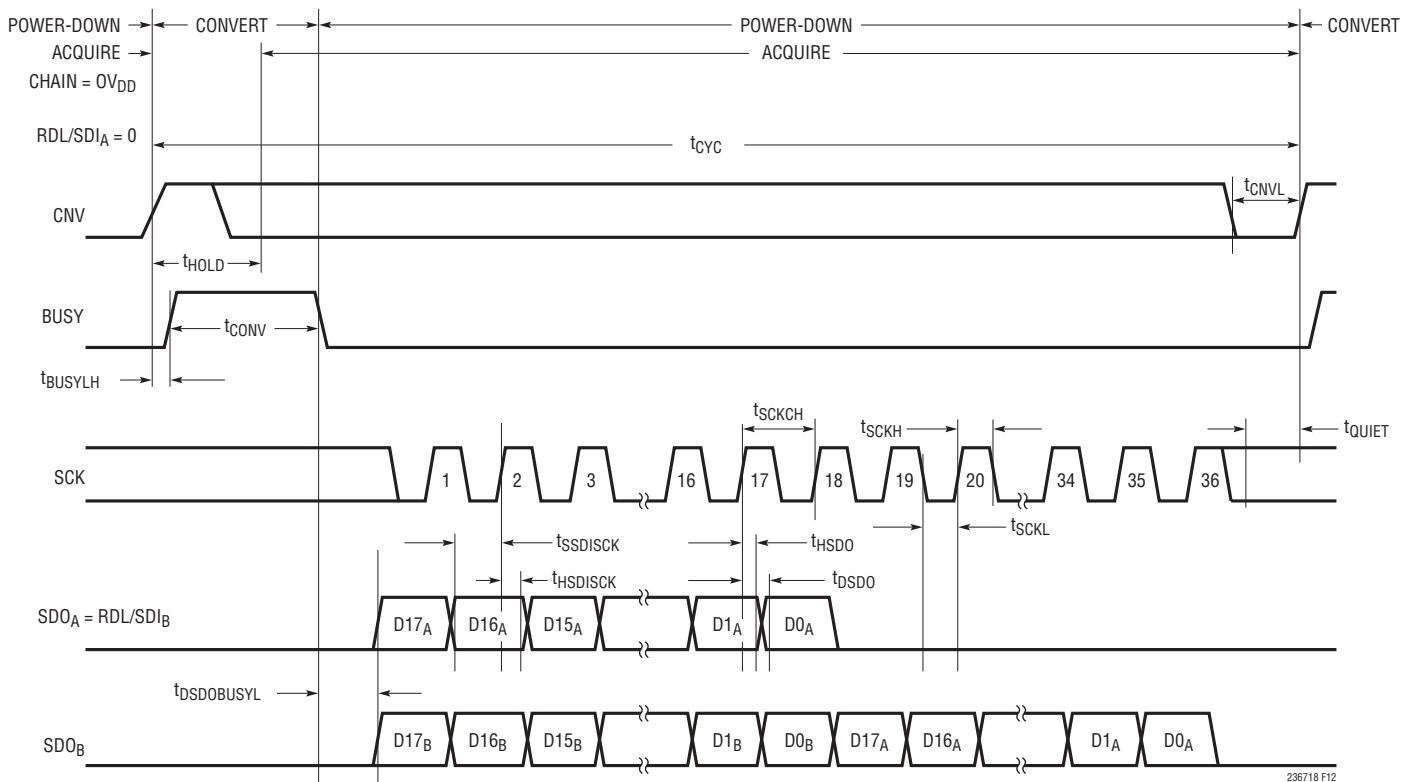 POWER-DOWN CONVERT POWER-DOWN CONVERT
ACQUIRE ACQUIRE
CHAIN = OVDD
RDL/SDIA = 0
tCYC
CNV
tCNVL
tHOLD
BUSY
tCONV
tBUSYLH
tSCKCH
tSCKH
tQUIET
SCK
1 2 3 16 17 18 19 20 34 35 36
tSSDISCK
tHSDO
tSCKL
tHSDISCK
tDSDO
SDOA = RDL/SDIB
D17A D16A D15A D1A D0A
tDSDOBUSYL
SDOB
D17B D16B D15B D1B D0B D17A D16A D1A D0A
236718 F12